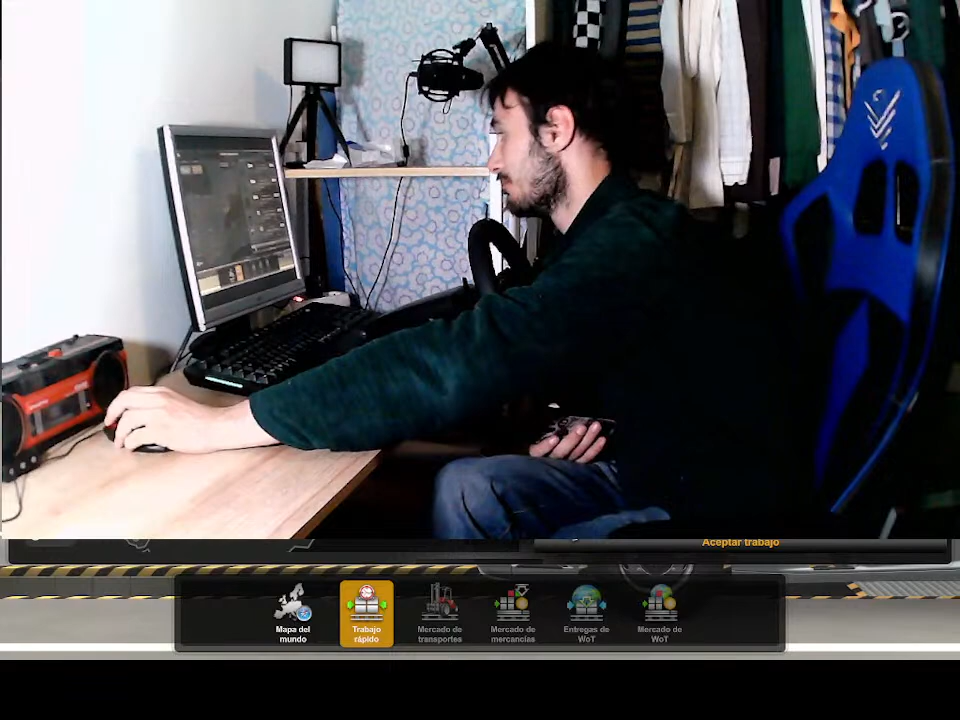 Aceptar trabajo
Mapa del
mundo
Trabajo
rápido
Mercado de
transportes
Mercado de
mercancías
Entregas de
WoT
Mercado de
WoT